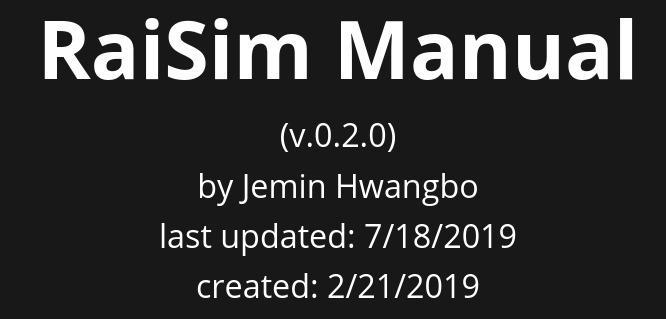 RaiSim Manual
(v.0.2.0)
by Jemin Hwangbo
last updated: 7/18/2019
created: 2/21/2019